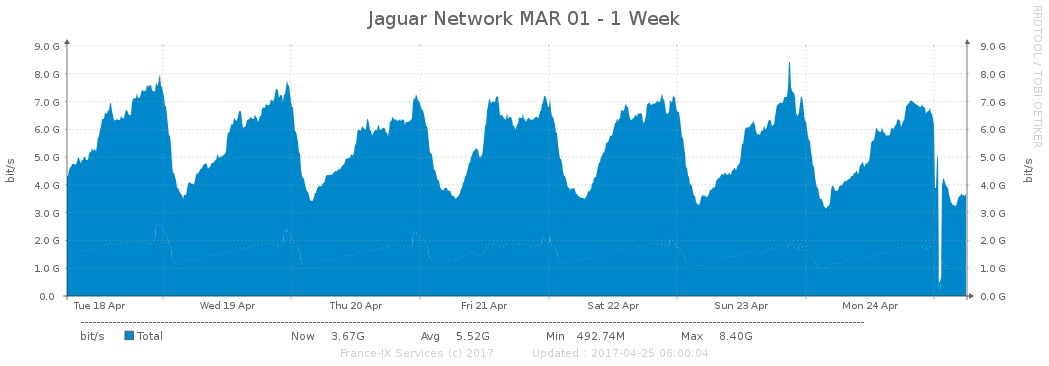 Jaguar Network MAR 01 - 1 Week
RRDTOOL / TOBI OETIKER
9.0 G 9.0 G
8.0 G 8.0 G
7.0 G 7.0 G
6.0 G 6.0 G
5.0 G 5.0 G
4.0 G 4.0 G
3.0 G 3.0 G
2.0 G 2.0 G
1.0 G 1.0 G
0.0 0.0 G
bit/s bit/s
Tue 18 Apr Wed 19 Apr Thu 20 Apr Fri 21 Apr Sat 22 Apr Sun 23 Apr Mon 24 Apr
bit/s Total Now 3.67G Avg 5.52G Min 492.74M Max 8.40G
France-IX Services (c) 2017 Updated : 2017-04-25 06:00:04